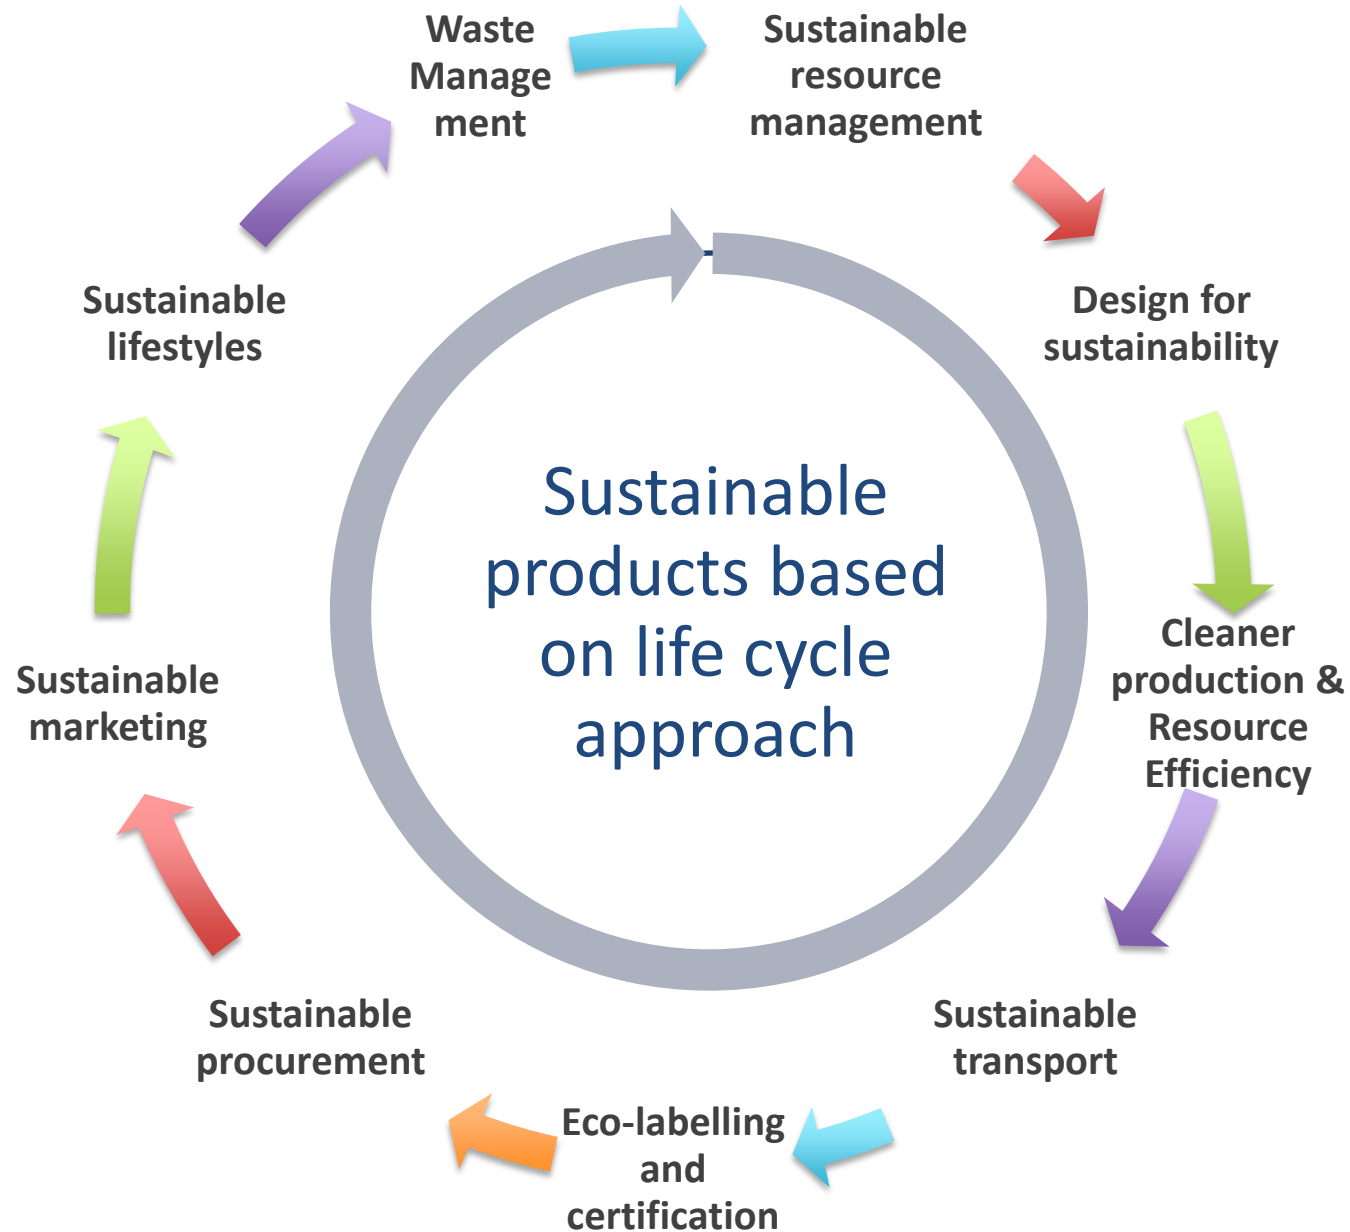 Waste
Manage
ment
Sustainable
resource
management
Design for
sustainability
Cleaner
production &
Resource
Efficiency
Sustainable
transport
Eco-labelling
and
certification
Sustainable
procurement
Sustainable
marketing
Sustainable
lifestyles
Sustainable
products based
on life cycle
approach